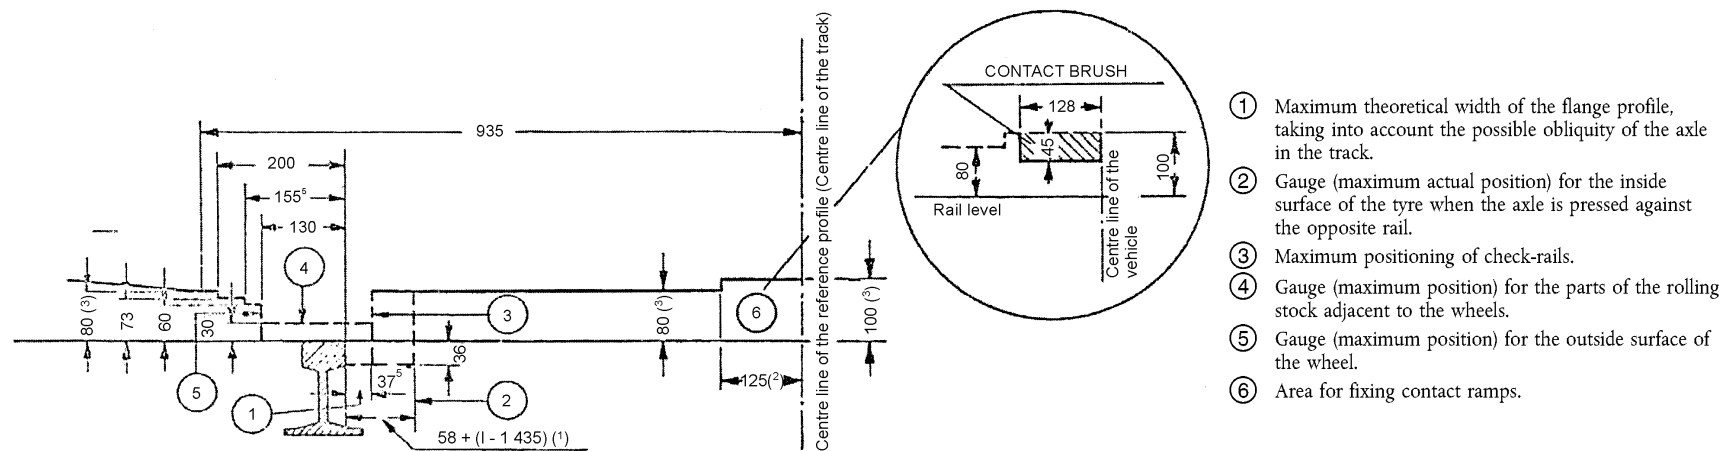 935
200
155⁵
130
4
80 (³)
73
60
30
5
1
3
36
37⁵
2
58 + (l - 1 435) (¹)
80 (³)
6
125(²)
100 (³)
Centre line of the reference profile (Centre line of the track)
CONTACT BRUSH
128
45
80
100
Rail level
Centre line of the
vehicle
1 Maximum theoretical width of the flange profile,
taking into account the possible obliquity of the axle
in the track.
2 Gauge (maximum actual position) for the inside
surface of the tyre when the axle is pressed against
the opposite rail.
3 Maximum positioning of check-rails.
4 Gauge (maximum position) for the parts of the rolling
stock adjacent to the wheels.
5 Gauge (maximum position) for the outside surface of
the wheel.
6 Area for fixing contact ramps.